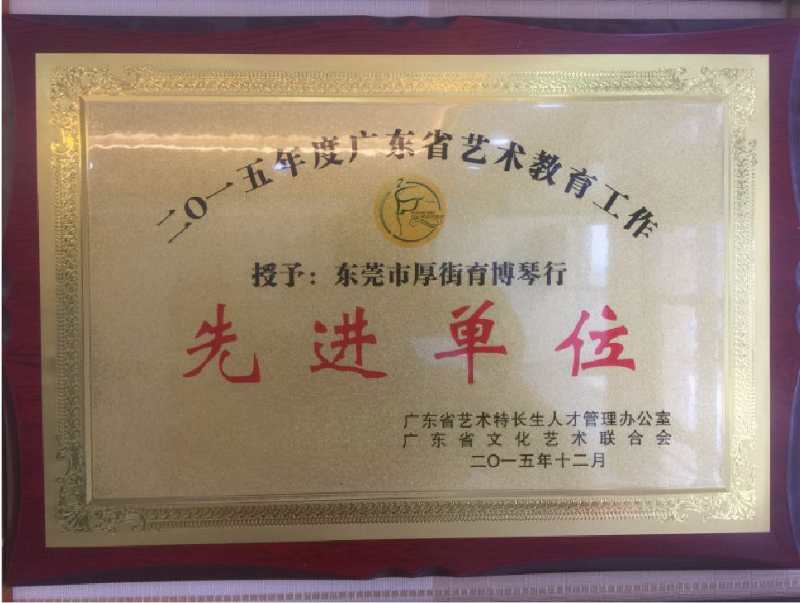 二〇一五年度广东省艺术教育工作
授予：东莞市厚街育博琴行
先进单位
广东省艺术特长生人才管理办公室
广东省文化艺术联合会
二〇一五年十二月